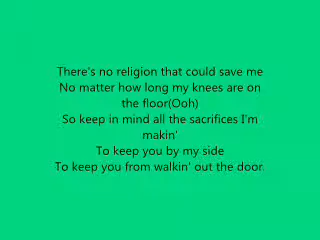 There's no religion that could save me
No matter how long my knees are on
the floor(Ooh)
So keep in mind all the sacrifices I'm
makin'
To keep you by my side
To keep you from walkin' out the door.